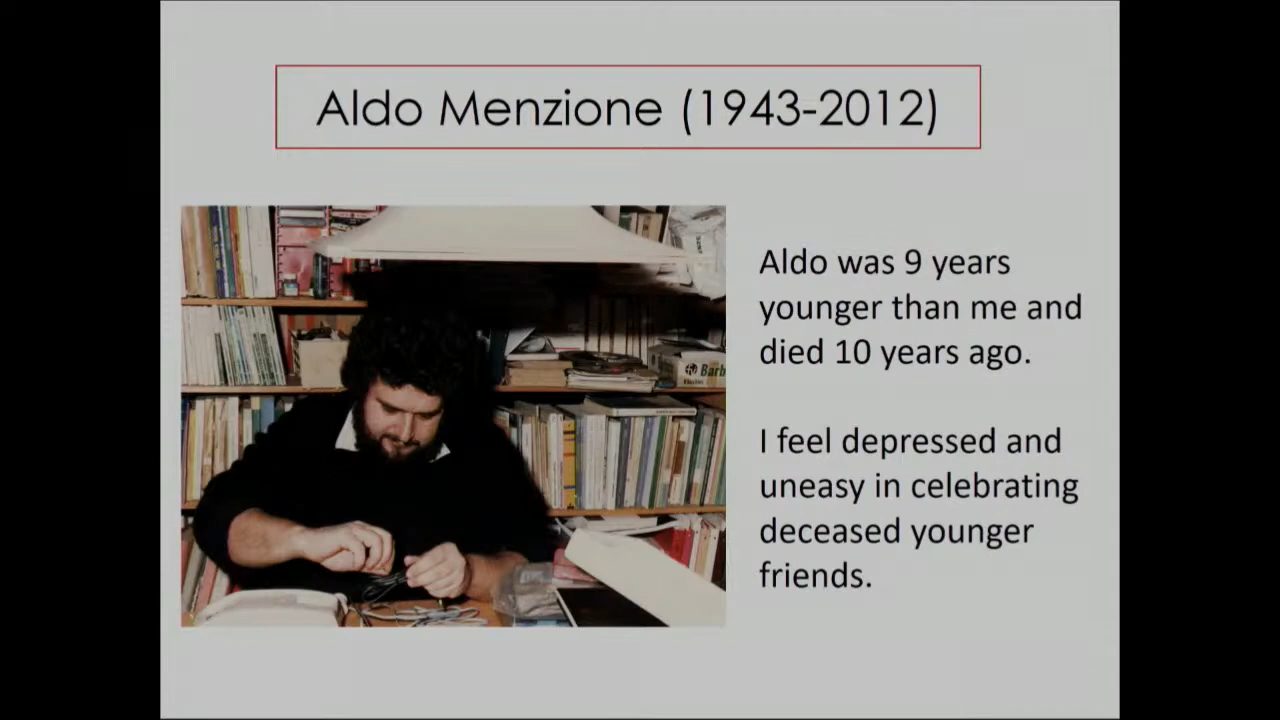 Aldo Menzione (1943-2012)
Aldo was 9 years
younger than me and
died 10 years ago.
I feel depressed and
uneasy in celebrating
deceased younger
friends.
Barb